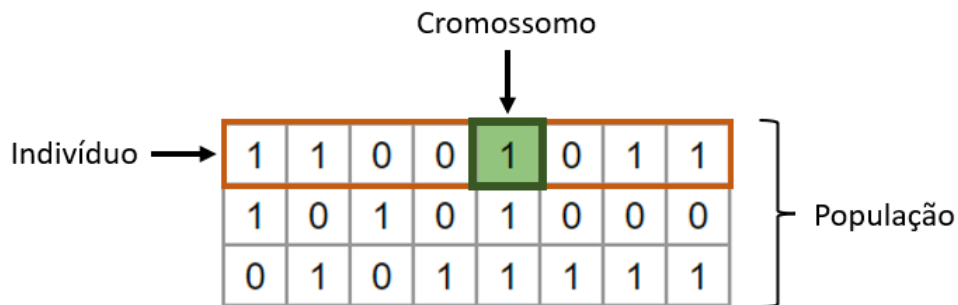 Cromossomo
Indivíduo
1 1 0 0 1 0 1 1
1 0 1 0 1 0 0 0
0 1 0 1 1 1 1 1
População